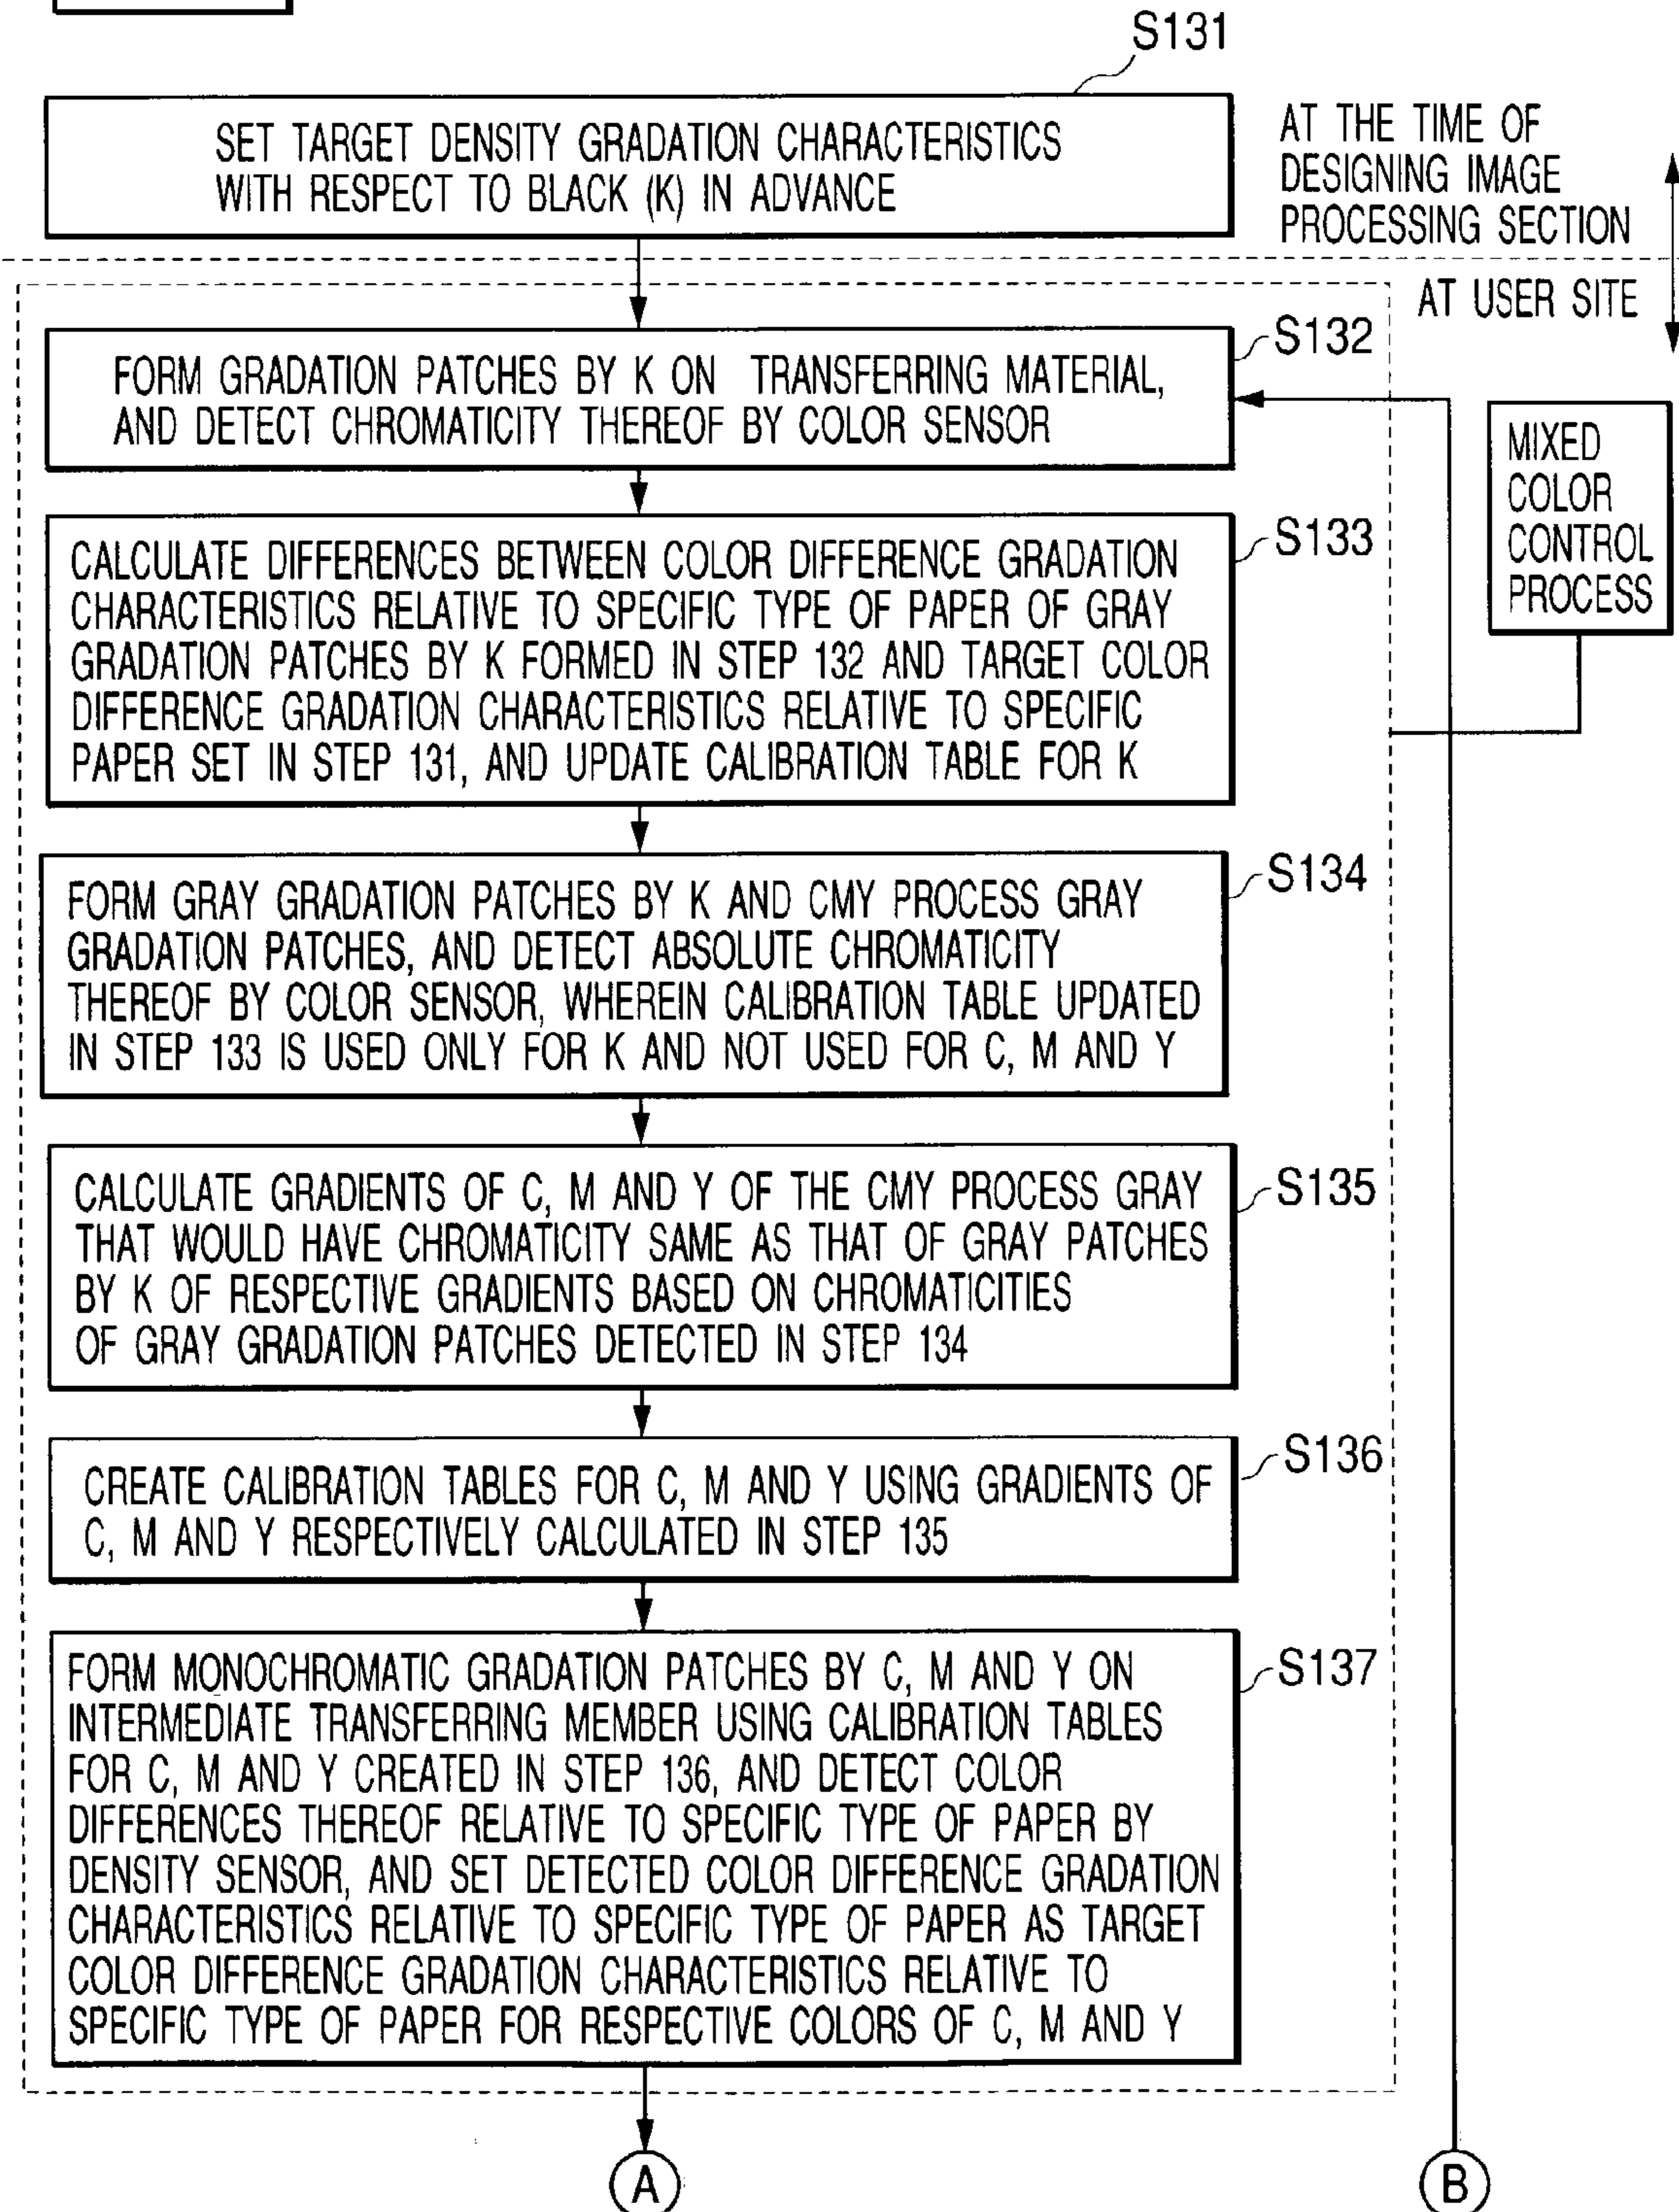 S131
SET TARGET DENSITY GRADATION CHARACTERISTICS
WITH RESPECT TO BLACK (K) IN ADVANCE
AT THE TIME OF
DESIGNING IMAGE
PROCESSING SECTION
AT USER SITE
S132
FORM GRADATION PATCHES BY K ON TRANSFERRING MATERIAL,
AND DETECT CHROMATICITY THEREOF BY COLOR SENSOR
MIXED
COLOR
CONTROL
PROCESS
S133
CALCULATE DIFFERENCES BETWEEN COLOR DIFFERENCE GRADATION
CHARACTERISTICS RELATIVE TO SPECIFIC TYPE OF PAPER OF GRAY
GRADATION PATCHES BY K FORMED IN STEP 132 AND TARGET COLOR
DIFFERENCE GRADATION CHARACTERISTICS RELATIVE TO SPECIFIC
PAPER SET IN STEP 131, AND UPDATE CALIBRATION TABLE FOR K
S134
FORM GRAY GRADATION PATCHES BY K AND CMY PROCESS GRAY
GRADATION PATCHES, AND DETECT ABSOLUTE CHROMATICITY
THEREOF BY COLOR SENSOR, WHEREIN CALIBRATION TABLE UPDATED
IN STEP 133 IS USED ONLY FOR K AND NOT USED FOR C, M AND Y
S135
CALCULATE GRADIENTS OF C, M AND Y OF THE CMY PROCESS GRAY
THAT WOULD HAVE CHROMATICITY SAME AS THAT OF GRAY PATCHES
BY K OF RESPECTIVE GRADIENTS BASED ON CHROMATICITIES
OF GRAY GRADATION PATCHES DETECTED IN STEP 134
S136
CREATE CALIBRATION TABLES FOR C, M AND Y USING GRADIENTS OF
C, M AND Y RESPECTIVELY CALCULATED IN STEP 135
S137
FORM MONOCHROMATIC GRADATION PATCHES BY C, M AND Y ON
INTERMEDIATE TRANSFERRING MEMBER USING CALIBRATION TABLES
FOR C, M AND Y CREATED IN STEP 136, AND DETECT COLOR
DIFFERENCES THEREOF RELATIVE TO SPECIFIC TYPE OF PAPER BY
DENSITY SENSOR, AND SET DETECTED COLOR DIFFERENCE GRADATION
CHARACTERISTICS RELATIVE TO SPECIFIC TYPE OF PAPER AS TARGET
COLOR DIFFERENCE GRADATION CHARACTERISTICS RELATIVE TO
SPECIFIC TYPE OF PAPER FOR RESPECTIVE COLORS OF C, M AND Y
A
B